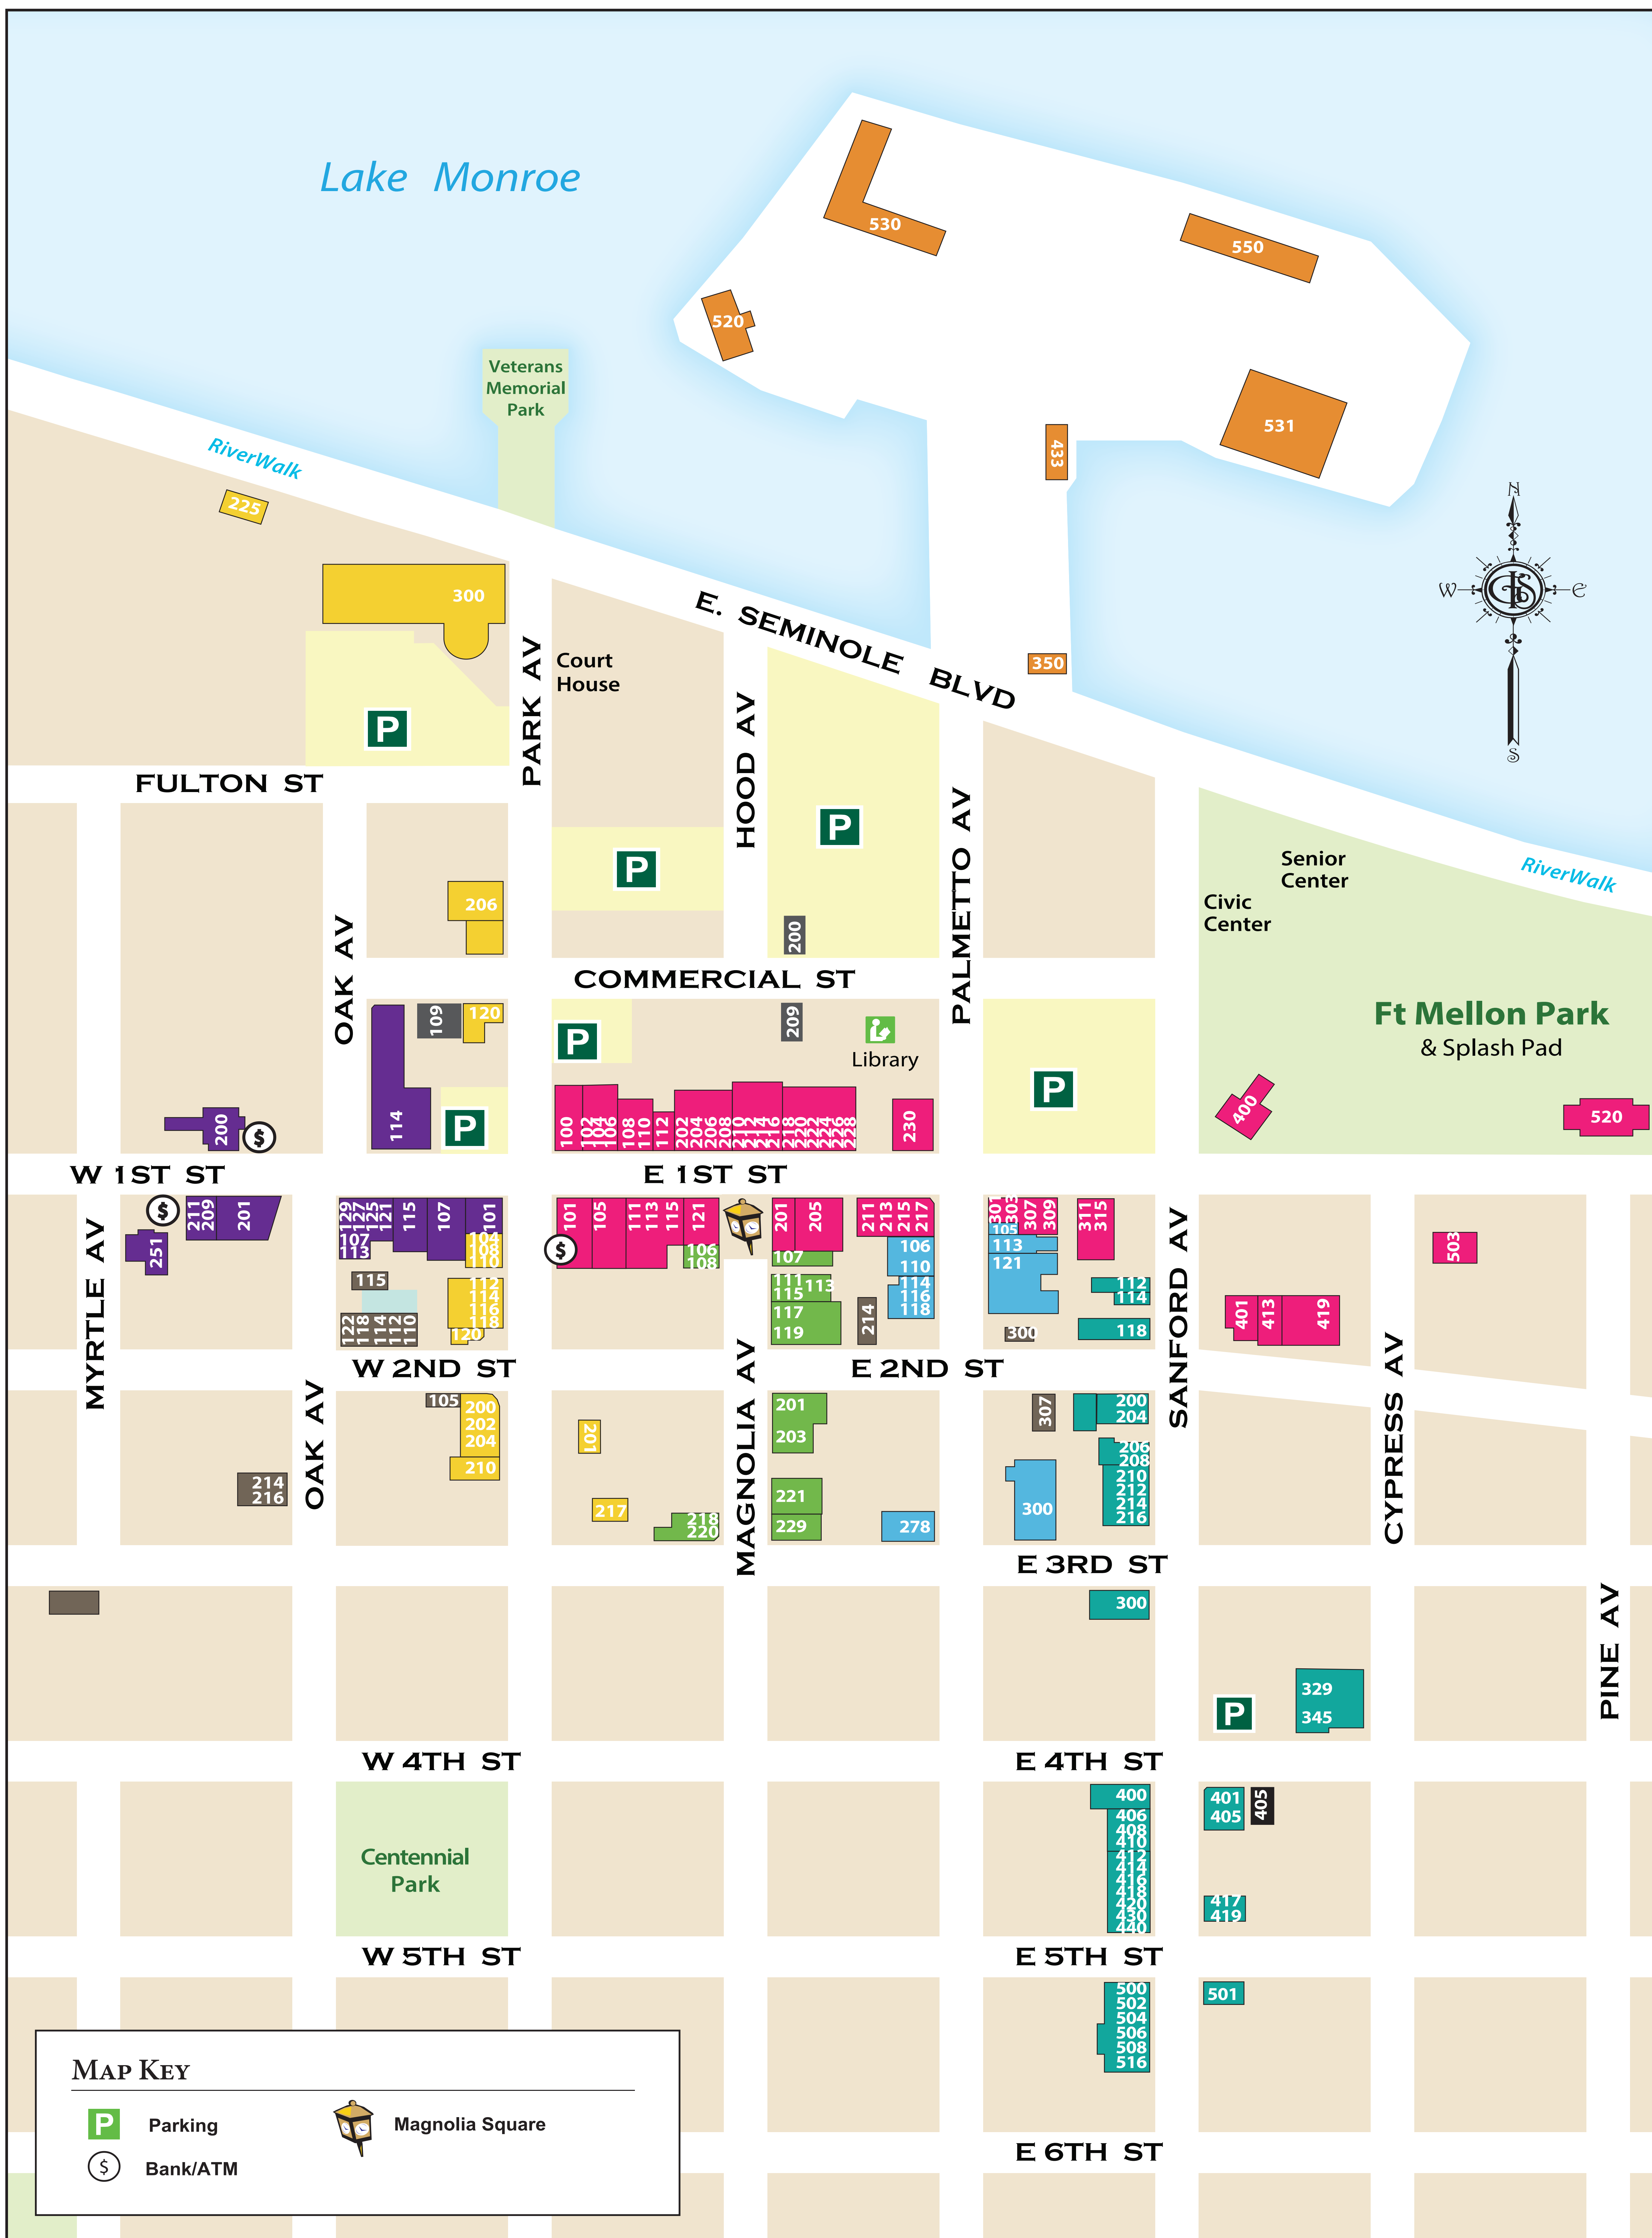 Lake Monroe
530
550
520
Veterans
Memorial
Park
531
433
RiverWalk
225
N
W
E
S
300
E. SEMINOLE BLVD
350
Court
House
PARK AV
P
HOOD AV
FULTON ST
P
P
PALMETTO AV
Senior
Center
RiverWalk
Civic
Center
206
OAK AV
200
COMMERCIAL ST
109
120
P
209
Library
Ft Mellon Park
& Splash Pad
114
P
P
200
$
100
102
104
106
108
110
112
202
204
206
208
210
212
214
216
218
220
222
224
226
228
230
400
520
W 1ST ST
E 1ST ST
$
211
209
201
251
129
127
125
121
115
107
101
107
113
104
108
110
101
105
111
113
115
121
$
106
108
201
205
107
211
213
215
217
106
110
301
303
307
309
311
315
105
113
121
503
MYRTLE AV
115
112
114
116
118
120
122
118
114
112
110
111
113
115
117
119
214
114
116
118
112
114
118
300
401
413
419
SANFORD AV
W 2ND ST
E 2ND ST
OAK AV
MAGNOLIA AV
CYPRESS AV
105
200
202
204
210
201
201
203
307
200
204
206
208
210
212
214
216
214
216
217
218
220
221
229
278
300
E 3RD ST
300
PINE AV
P
329
345
W 4TH ST
E 4TH ST
400
406
408
410
412
414
416
418
420
430
440
401
405
405
417
419
Centennial
Park
W 5TH ST
E 5TH ST
500
502
504
506
508
516
501
MAP KEY
P
Parking
Magnolia Square
$
Bank/ATM
E 6TH ST